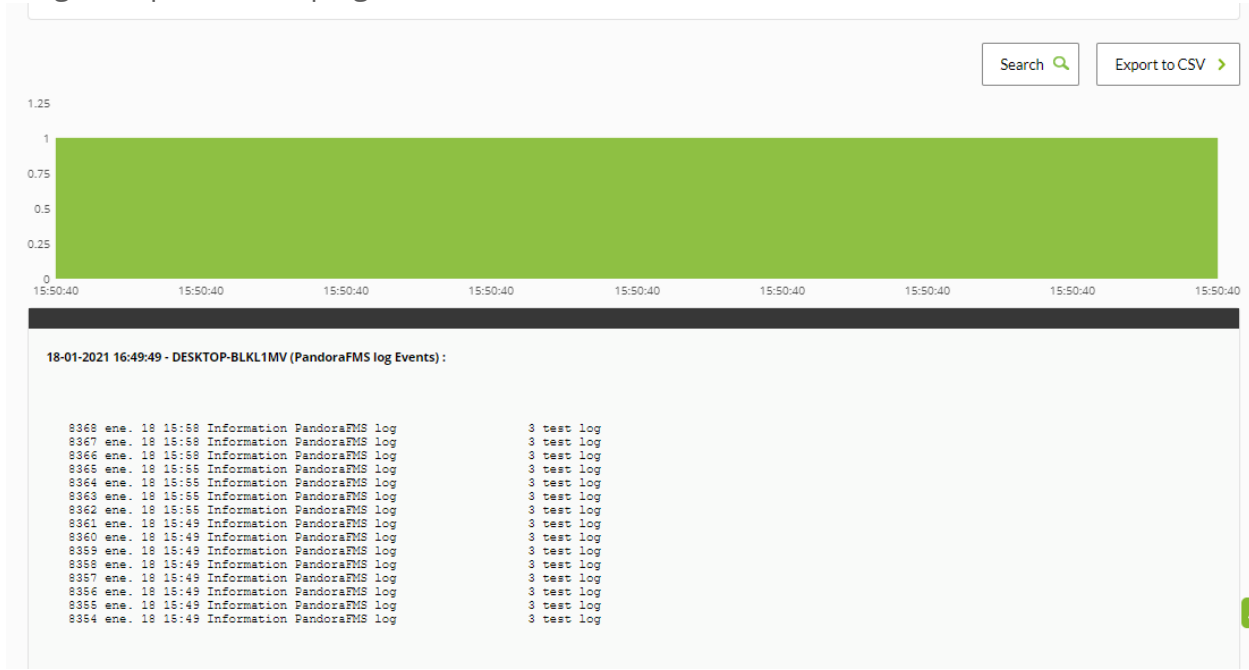 Search
Export to CSV
1.25
1
0.75
0.5
0.25
0
15:50:40 15:50:40 15:50:40 15:50:40 15:50:40 15:50:40 15:50:40 15:50:40 15:50:40
18-01-2021 16:49:49 - DESKTOP-BLKL1MV (PandoraFMS log Events) :
8368 ene. 18 15:58 Information PandoraFMS log 3 test log
8367 ene. 18 15:58 Information PandoraFMS log 3 test log
8366 ene. 18 15:58 Information PandoraFMS log 3 test log
8365 ene. 18 15:55 Information PandoraFMS log 3 test log
8364 ene. 18 15:55 Information PandoraFMS log 3 test log
8363 ene. 18 15:55 Information PandoraFMS log 3 test log
8362 ene. 18 15:55 Information PandoraFMS log 3 test log
8361 ene. 18 15:49 Information PandoraFMS log 3 test log
8360 ene. 18 15:49 Information PandoraFMS log 3 test log
8359 ene. 18 15:49 Information PandoraFMS log 3 test log
8358 ene. 18 15:49 Information PandoraFMS log 3 test log
8357 ene. 18 15:49 Information PandoraFMS log 3 test log
8356 ene. 18 15:49 Information PandoraFMS log 3 test log
8355 ene. 18 15:49 Information PandoraFMS log 3 test log
8354 ene. 18 15:49 Information PandoraFMS log 3 test log